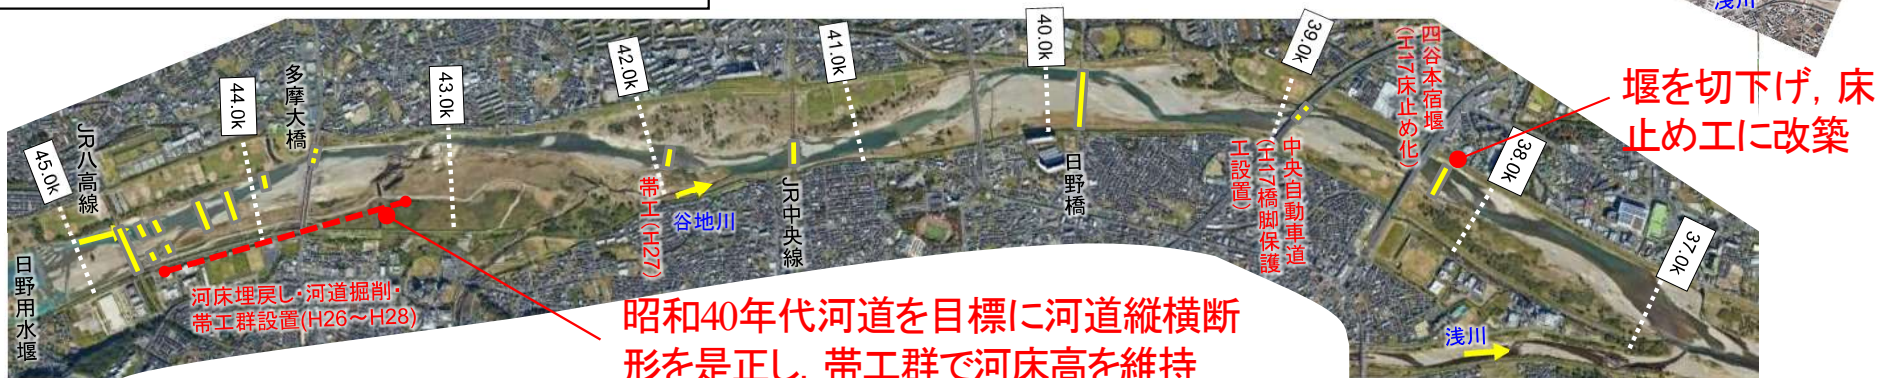 浅川
45.0k
JR八高線
44.0k
多摩大橋
43.0k
42.0k
41.0k
40.0k
39.0k
四谷本宿堰
(H17床止め化)
38.0k
37.0k
堰を切下げ, 床
止め工に改築
日野用水堰
河床埋戻し・河道掘削・
帯工群設置(H26～H28)
帯工(H27)
谷地川
JR中央線
日野橋
中央自動車道
(H17橋脚保護
工設置)
浅川
昭和40年代河道を目標に河道縦横断
形を是正し, 帯工群で河床高を維持